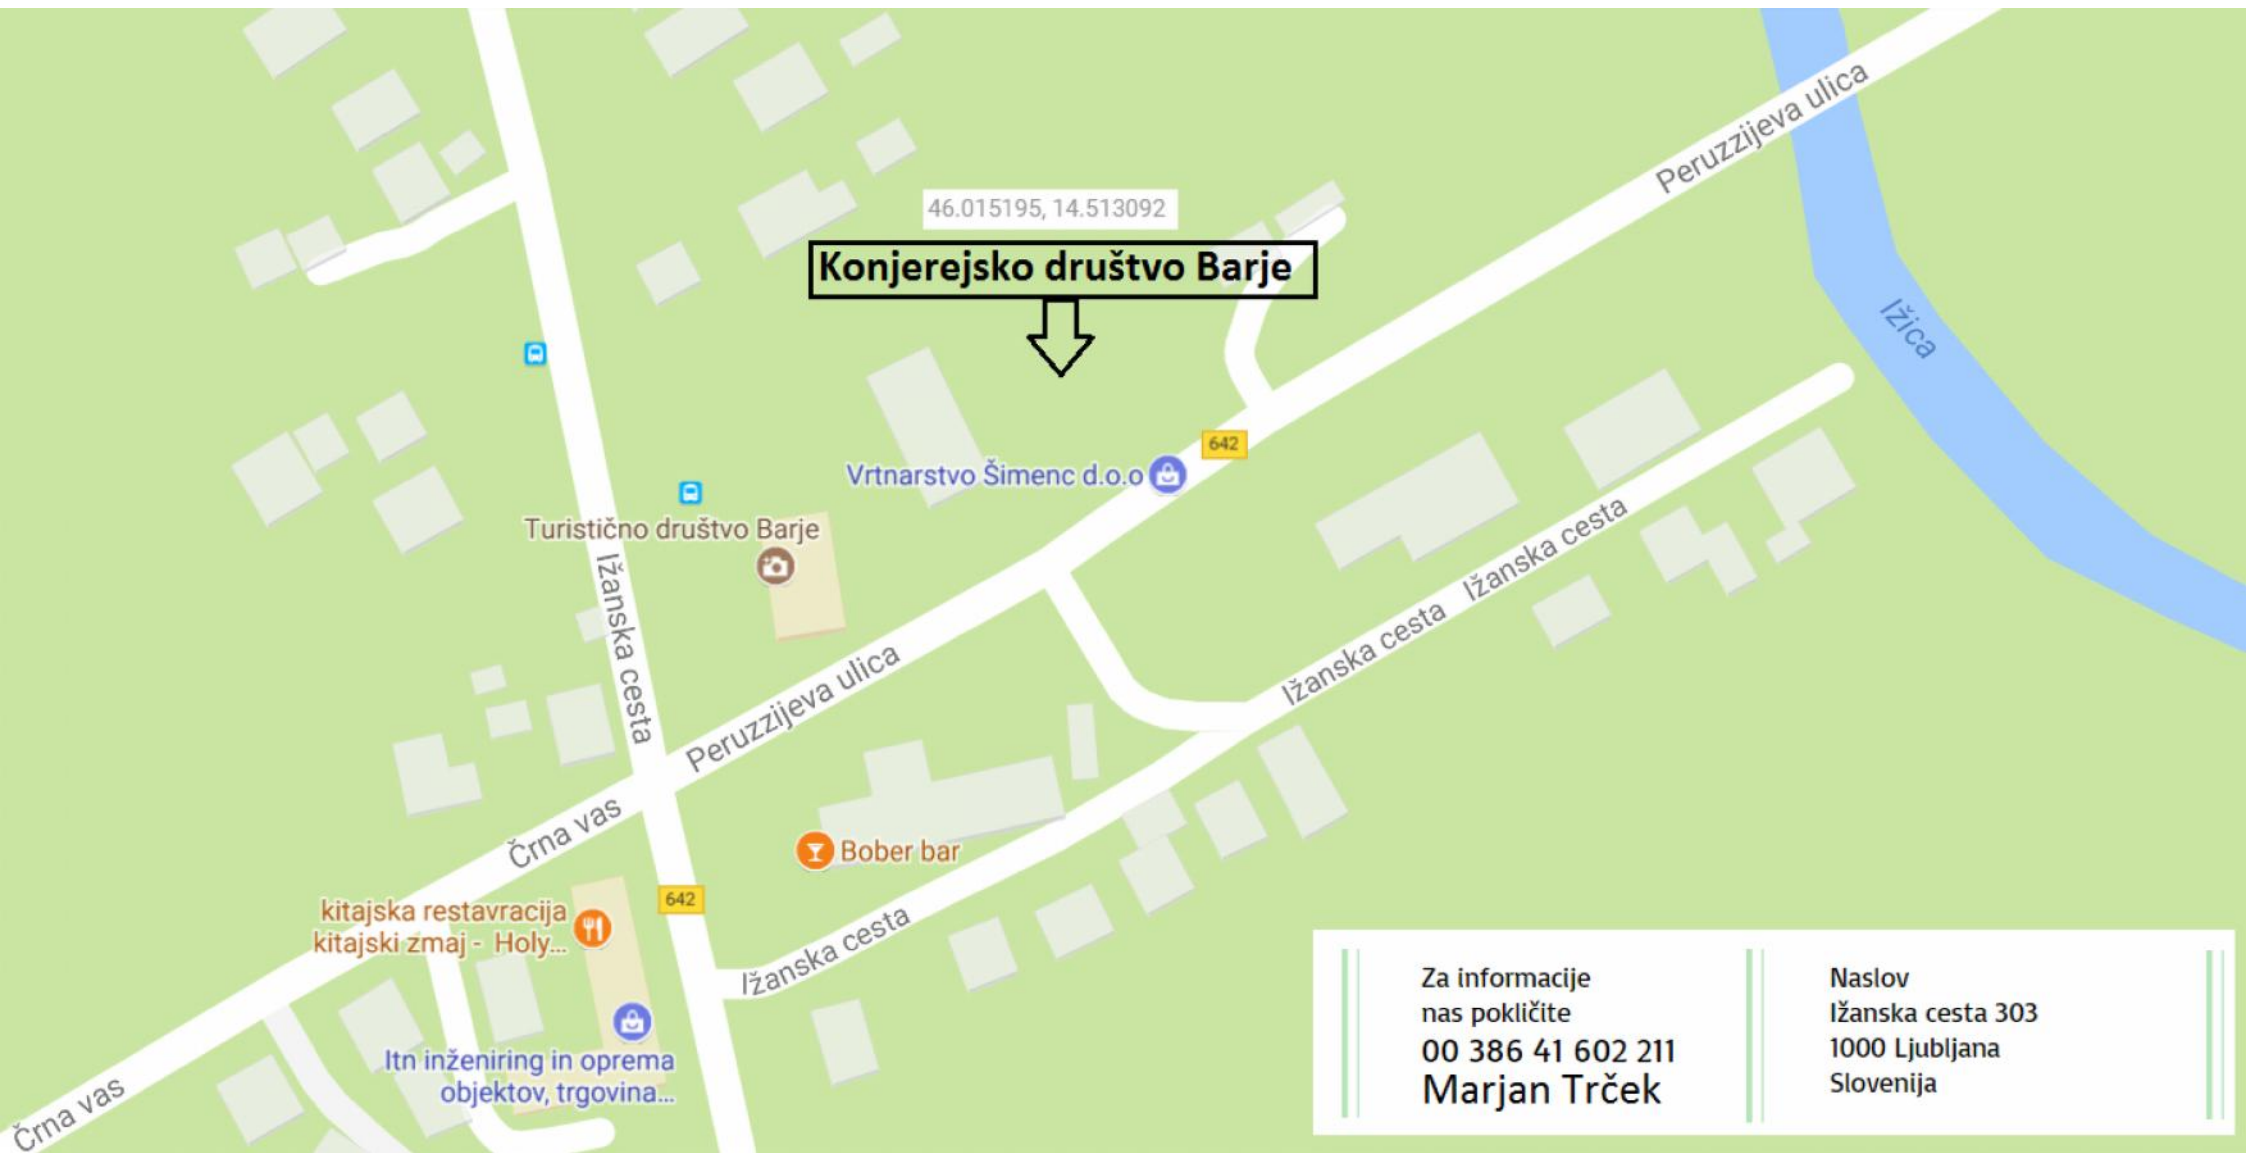 Peruzzijeva ulica
46.015195, 14.513092
Konjerejsko društvo Barje
Ižica
642
Vrtnarstvo Šimenc d.o.o
Turistično društvo Barje
Ižanska cesta
Ižanska cesta
Ižanska cesta
Peruzzijeva ulica
Črna vas
Bober bar
642
kitajska restavracija
kitajski zmaj - Holy...
Ižanska cesta
Itn inženiring in oprema
objektov, trgovina...
Črna vas
Za informacije
nas pokličite
00 386 41 602 211
Marjan Trček
Naslov
Ižanska cesta 303
1000 Ljubljana
Slovenija